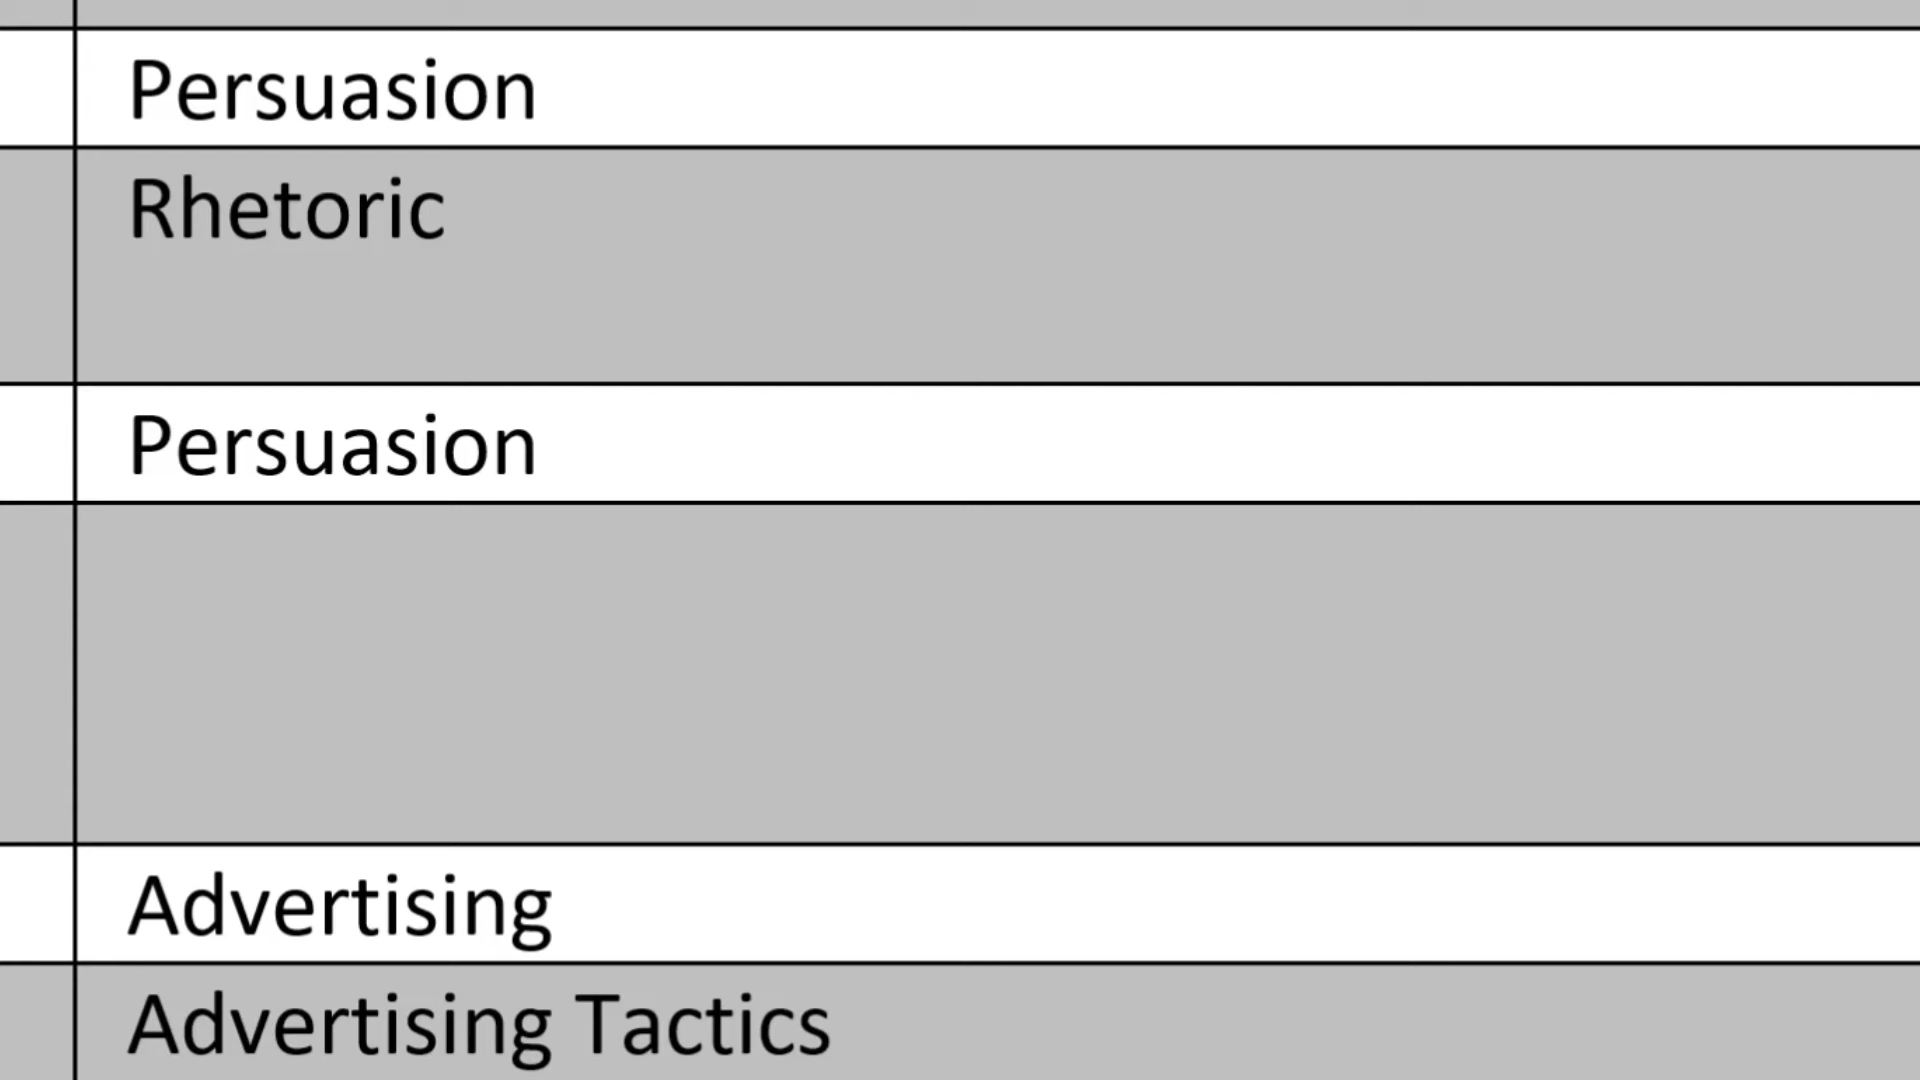 Persuasion
Rhetoric
Persuasion
Advertising
Advertising Tactics